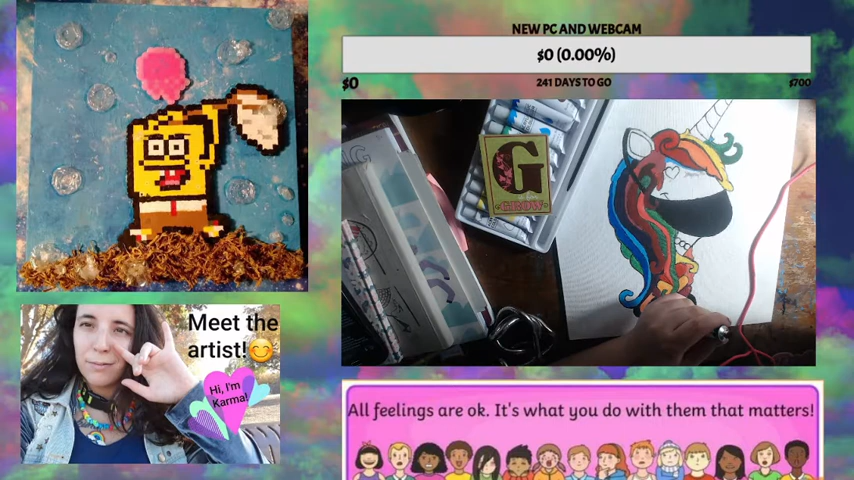 NEW PC AND WEBCAM
$0 (0.00%)
$0
241 DAYS TO GO
$700
G
Meet the
artist!😊
Hi, I'm
Karma!
All feelings are ok. It's what you do with them that matters!